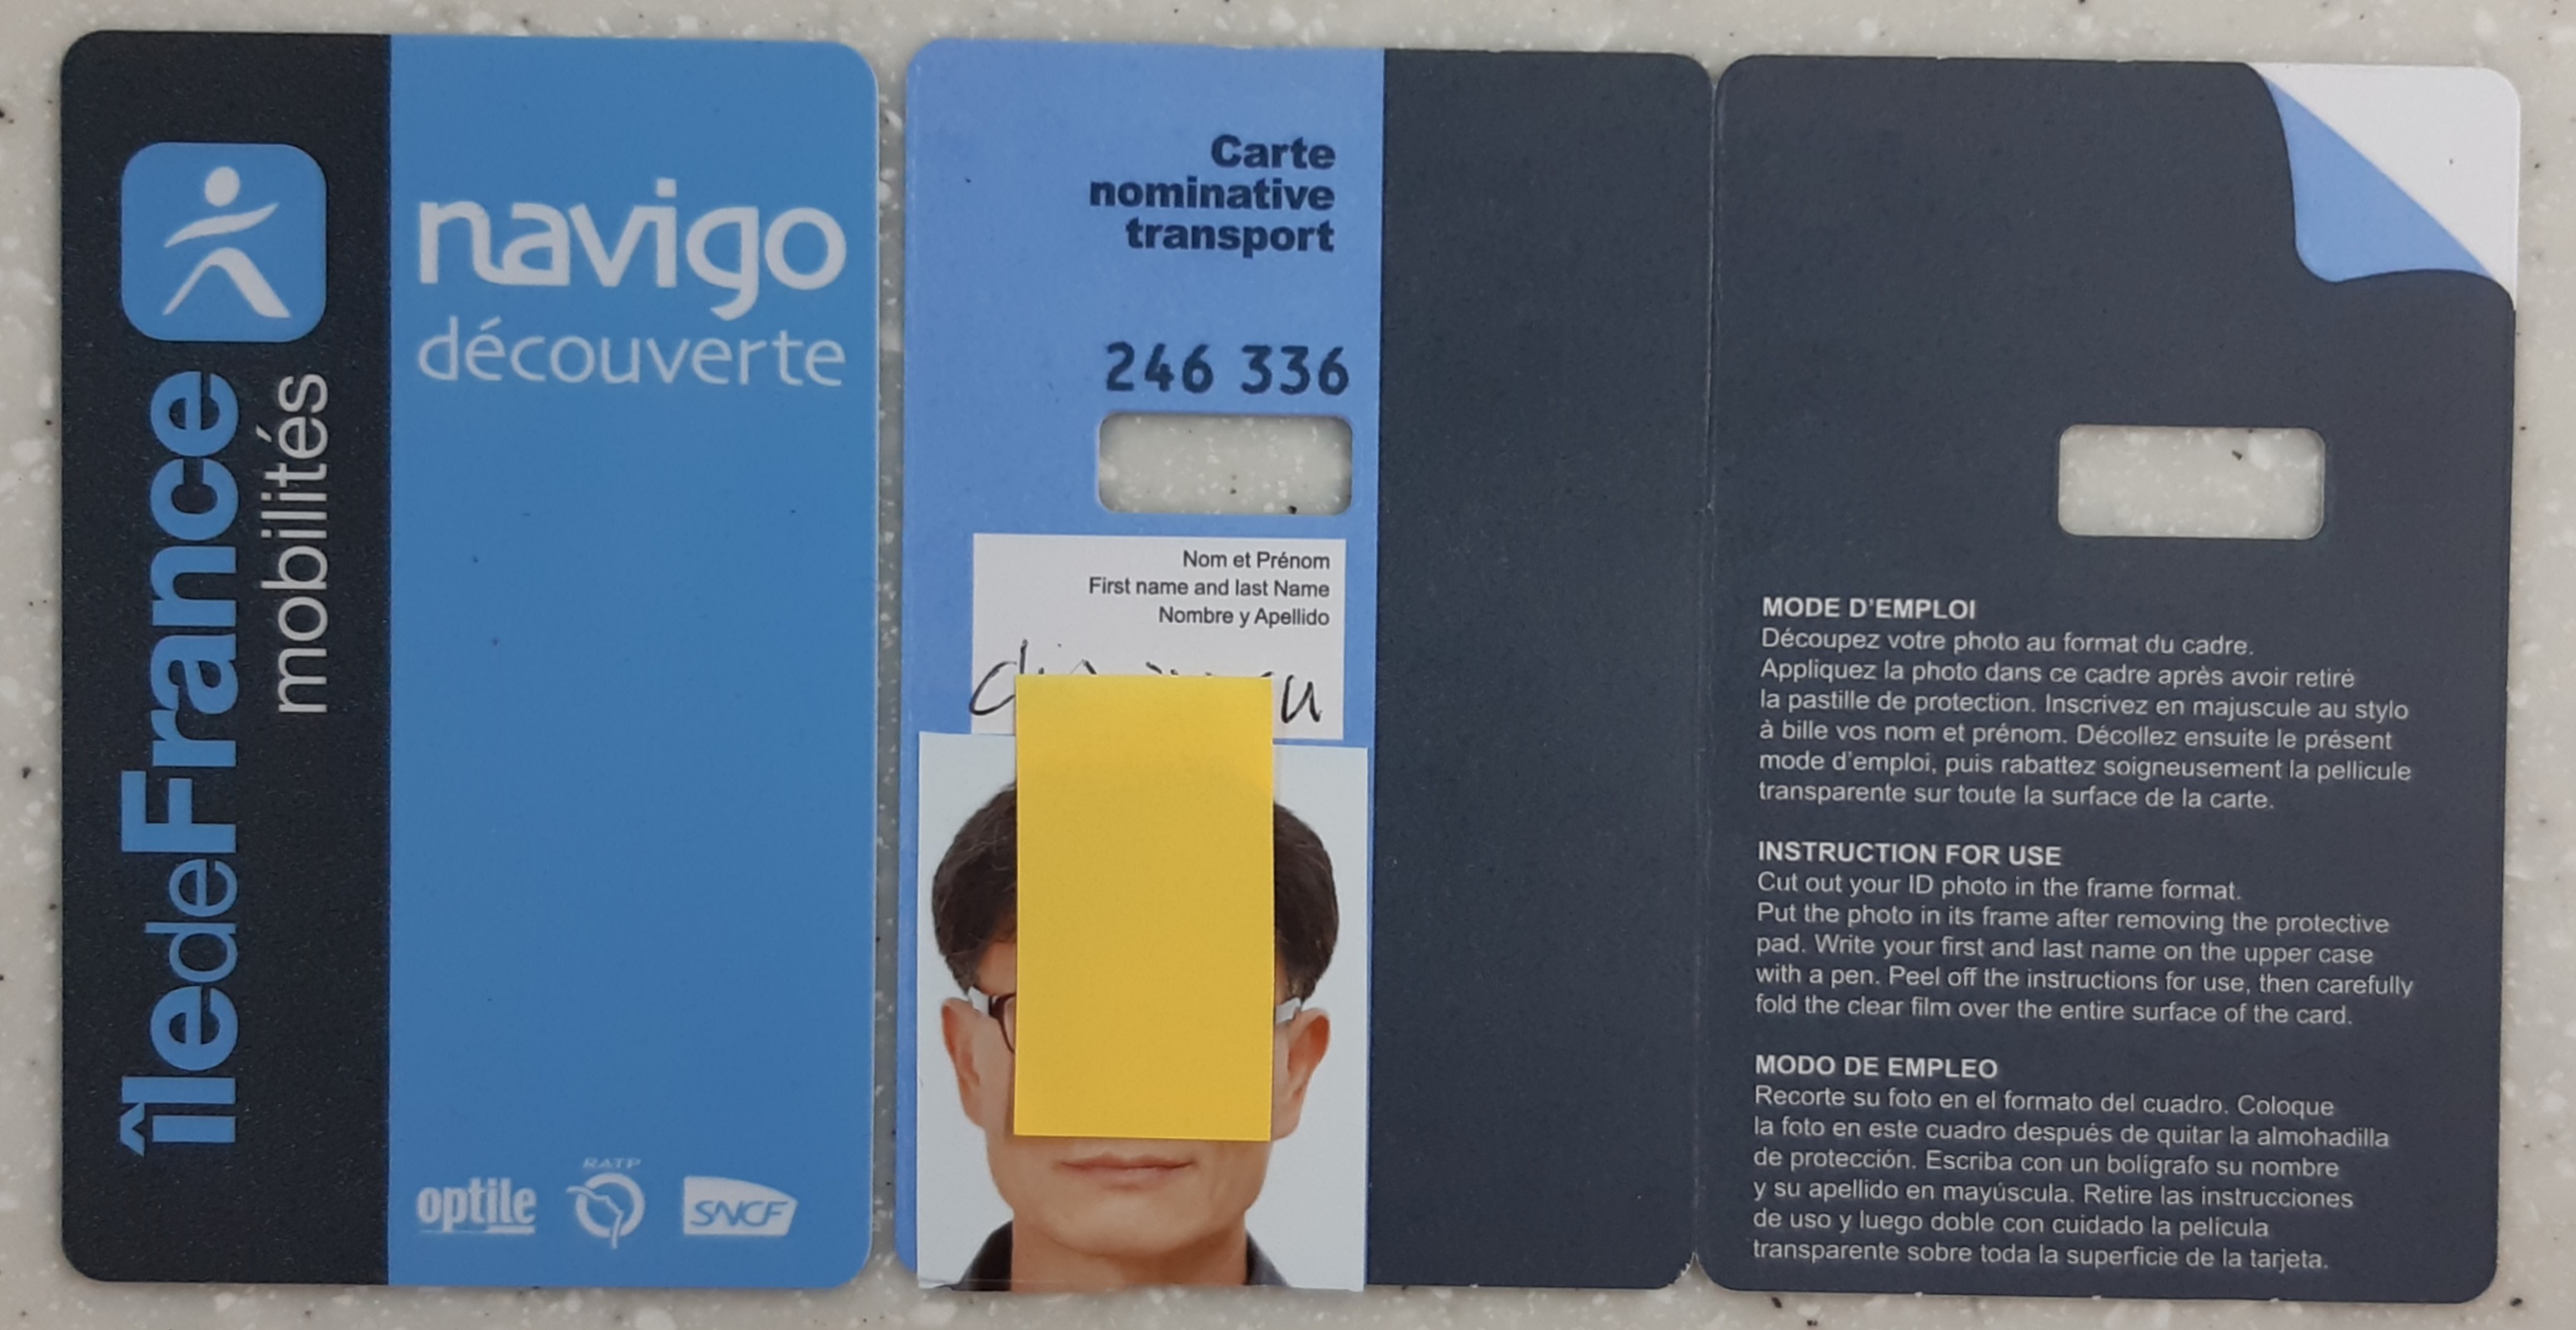 îledeFrance
mobilités
navigo
découverte
optile
RATP
SNCF
Carte
nominative
transport
246 336
Nom et Prénom
First name and last Name
Nombre y Apellido
MODE D'EMPLOI
Découpez votre photo au format du cadre.
Appliquez la photo dans ce cadre après avoir retiré
la pastille de protection. Inscrivez en majuscule au stylo
à bille vos nom et prénom. Décollez ensuite le présent
mode d'emploi, puis rabattez soigneusement la pellicule
transparente sur toute la surface de la carte.
INSTRUCTION FOR USE
Cut out your ID photo in the frame format.
Put the photo in its frame after removing the protective
pad. Write your first and last name on the upper case
with a pen. Peel off the instructions for use, then carefully
fold the clear film over the entire surface of the card.
MODO DE EMPLEO
Recorte su foto en el formato del cuadro. Coloque
la foto en este cuadro después de quitar la almohadilla
de protección. Escriba con un bolígrafo su nombre
y su apellido en mayúscula. Retire las instrucciones
de uso y luego doble con cuidado la película
transparente sobre toda la superficie de la tarjeta.